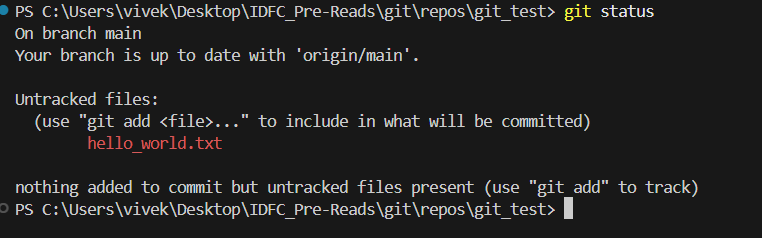 PS C:\Users\vivek\Desktop\IDFC_Pre-Reads\git\repos\git_test> git status
On branch main
Your branch is up to date with 'origin/main'.
Untracked files:
(use "git add <file>..." to include in what will be committed)
hello_world.txt
nothing added to commit but untracked files present (use "git add" to track)
PS C:\Users\vivek\Desktop\IDFC_Pre-Reads\git\repos\git_test>